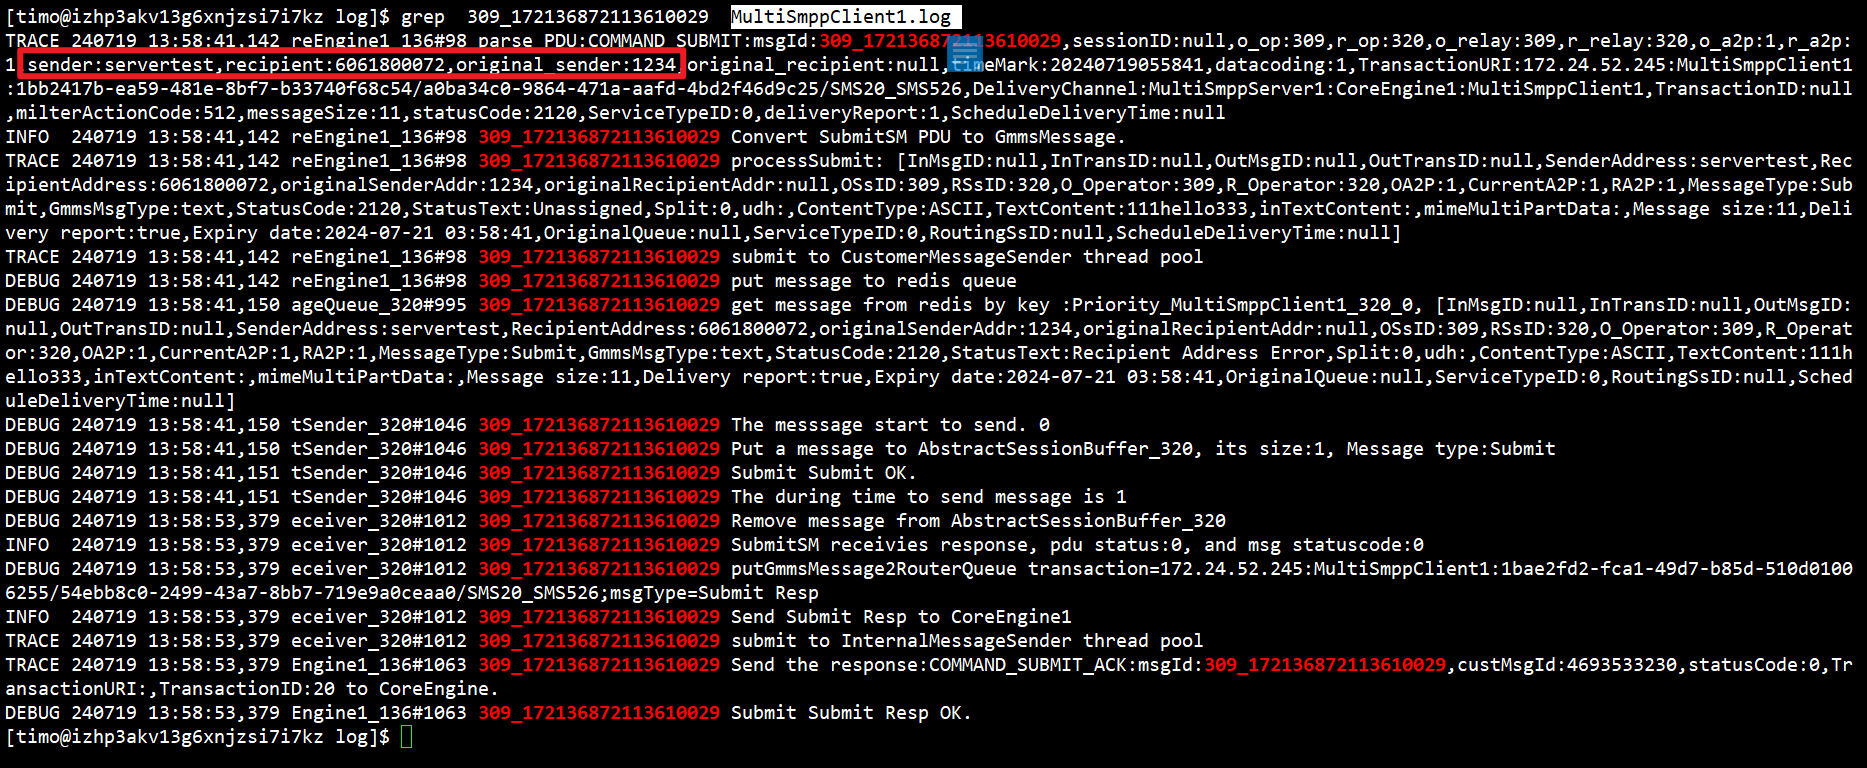 [timo@izhp3akv13g6xnjzsi7i7kz log]$ grep  309_172136872113610029  MultiSmppClient1.log
TRACE 240719 13:58:41,142 reEngine1_136#98 parse PDU:COMMAND_SUBMIT:msgId:309_172136872113610029,sessionID:null,o_op:309,r_op:320,o_relay:309,r_relay:320,o_a2p:1,r_a2p:
1,sender:servertest,recipient:6061800072,original_sender:1234,original_recipient:null,timeMark:20240719055841,datacoding:1,TransactionURI:172.24.52.245:MultiSmppClient1
:1bb2417b-ea59-481e-8bf7-b33740f68c54/a0ba34c0-9864-471a-aafd-4bd2f46d9c25/SMS20_SMS526,DeliveryChannel:MultiSmppServer1:CoreEngine1:MultiSmppClient1,TransactionID:null
,milterActionCode:512,messageSize:11,statusCode:2120,ServiceTypeID:0,deliveryReport:1,ScheduleDeliveryTime:null
INFO  240719 13:58:41,142 reEngine1_136#98 309_172136872113610029 Convert SubmitSM PDU to GmmsMessage.
TRACE 240719 13:58:41,142 reEngine1_136#98 309_172136872113610029 processSubmit: [InMsgID:null,InTransID:null,OutMsgID:null,OutTransID:null,SenderAddress:servertest,Rec
ipientAddress:6061800072,originalSenderAddr:1234,originalRecipientAddr:null,OSsID:309,RSsID:320,O_Operator:309,R_Operator:320,OA2P:1,CurrentA2P:1,RA2P:1,MessageType:Sub
mit,GmmsMsgType:text,StatusCode:2120,StatusText:Unassigned,Split:0,udh:,ContentType:ASCII,TextContent:111hello333,inTextContent:,mimeMultiPartData:,Message size:11,Deli
very report:true,Expiry date:2024-07-21 03:58:41,OriginalQueue:null,ServiceTypeID:0,RoutingSsID:null,ScheduleDeliveryTime:null]
TRACE 240719 13:58:41,142 reEngine1_136#98 309_172136872113610029 submit to CustomerMessageSender thread pool
DEBUG 240719 13:58:41,142 reEngine1_136#98 309_172136872113610029 put message to redis queue
DEBUG 240719 13:58:41,150 ageQueue_320#995 309_172136872113610029 get message from redis by key :Priority_MultiSmppClient1_320_0, [InMsgID:null,InTransID:null,OutMsgID:
null,OutTransID:null,SenderAddress:servertest,RecipientAddress:6061800072,originalSenderAddr:1234,originalRecipientAddr:null,OSsID:309,RSsID:320,O_Operator:309,R_Operat
or:320,OA2P:1,CurrentA2P:1,RA2P:1,MessageType:Submit,GmmsMsgType:text,StatusCode:2120,StatusText:Recipient Address Error,Split:0,udh:,ContentType:ASCII,TextContent:111h
ello333,inTextContent:,mimeMultiPartData:,Message size:11,Delivery report:true,Expiry date:2024-07-21 03:58:41,OriginalQueue:null,ServiceTypeID:0,RoutingSsID:null,Sched
uleDeliveryTime:null]
DEBUG 240719 13:58:41,150 tSender_320#1046 309_172136872113610029 The messsage start to send. 0
DEBUG 240719 13:58:41,150 tSender_320#1046 309_172136872113610029 Put a message to AbstractSessionBuffer_320, its size:1, Message type:Submit
DEBUG 240719 13:58:41,151 tSender_320#1046 309_172136872113610029 Submit Submit OK.
DEBUG 240719 13:58:41,151 tSender_320#1046 309_172136872113610029 The during time to send message is 1
DEBUG 240719 13:58:53,379 eceiver_320#1012 309_172136872113610029 Remove message from AbstractSessionBuffer_320
INFO  240719 13:58:53,379 eceiver_320#1012 309_172136872113610029 SubmitSM receivies response, pdu status:0, and msg statuscode:0
DEBUG 240719 13:58:53,379 eceiver_320#1012 309_172136872113610029 putGmmsMessage2RouterQueue transaction=172.24.52.245:MultiSmppClient1:1bae2fd2-fca1-49d7-b85d-510d0100
6255/54ebb8c0-2499-43a7-8bb7-719e9a0ceaa0/SMS20_SMS526;msgType=Submit Resp
INFO  240719 13:58:53,379 eceiver_320#1012 309_172136872113610029 Send Submit Resp to CoreEngine1
TRACE 240719 13:58:53,379 eceiver_320#1012 309_172136872113610029 submit to InternalMessageSender thread pool
TRACE 240719 13:58:53,379 Engine1_136#1063 309_172136872113610029 Send the response:COMMAND_SUBMIT_ACK:msgId:309_172136872113610029,custMsgId:4693533230,statusCode:0,Tr
ansactionURI:,TransactionID:20 to CoreEngine.
DEBUG 240719 13:58:53,379 Engine1_136#1063 309_172136872113610029 Submit Submit Resp OK.
[timo@izhp3akv13g6xnjzsi7i7kz log]$